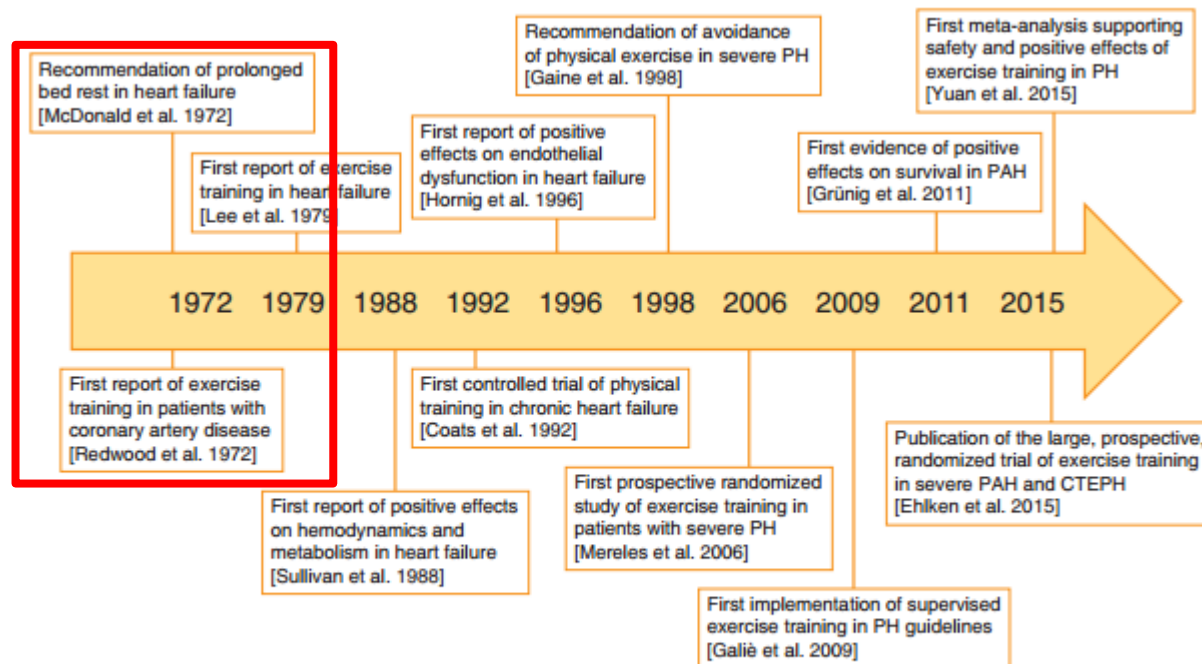 Recommendation of prolonged
bed rest in heart failure
[McDonald et al. 1972]
First report of exercise
training in heart failure
[Lee et al. 1979]
First report of positive
effects on endothelial
dysfunction in heart failure
[Hornig et al. 1996]
Recommendation of avoidance
of physical exercise in severe PH
[Gaine et al. 1998]
First evidence of positive
effects on survival in PAH
[Grünig et al. 2011]
First meta-analysis supporting
safety and positive effects of
exercise training in PH
[Yuan et al. 2015]
1972 1979 1988 1992 1996 1998 2006 2009 2011 2015
First report of exercise
training in patients with
coronary artery disease
[Redwood et al. 1972]
First report of positive effects
on hemodynamics and
metabolism in heart failure
[Sullivan et al. 1988]
First controlled trial of physical
training in chronic heart failure
[Coats et al. 1992]
First prospective randomized
study of exercise training in
patients with severe PH
[Mereles et al. 2006]
First implementation of supervised
exercise training in PH guidelines
[Galiè et al. 2009]
Publication of the large, prospective,
randomized trial of exercise training
in severe PAH and CTEPH
[Ehlken et al. 2015]